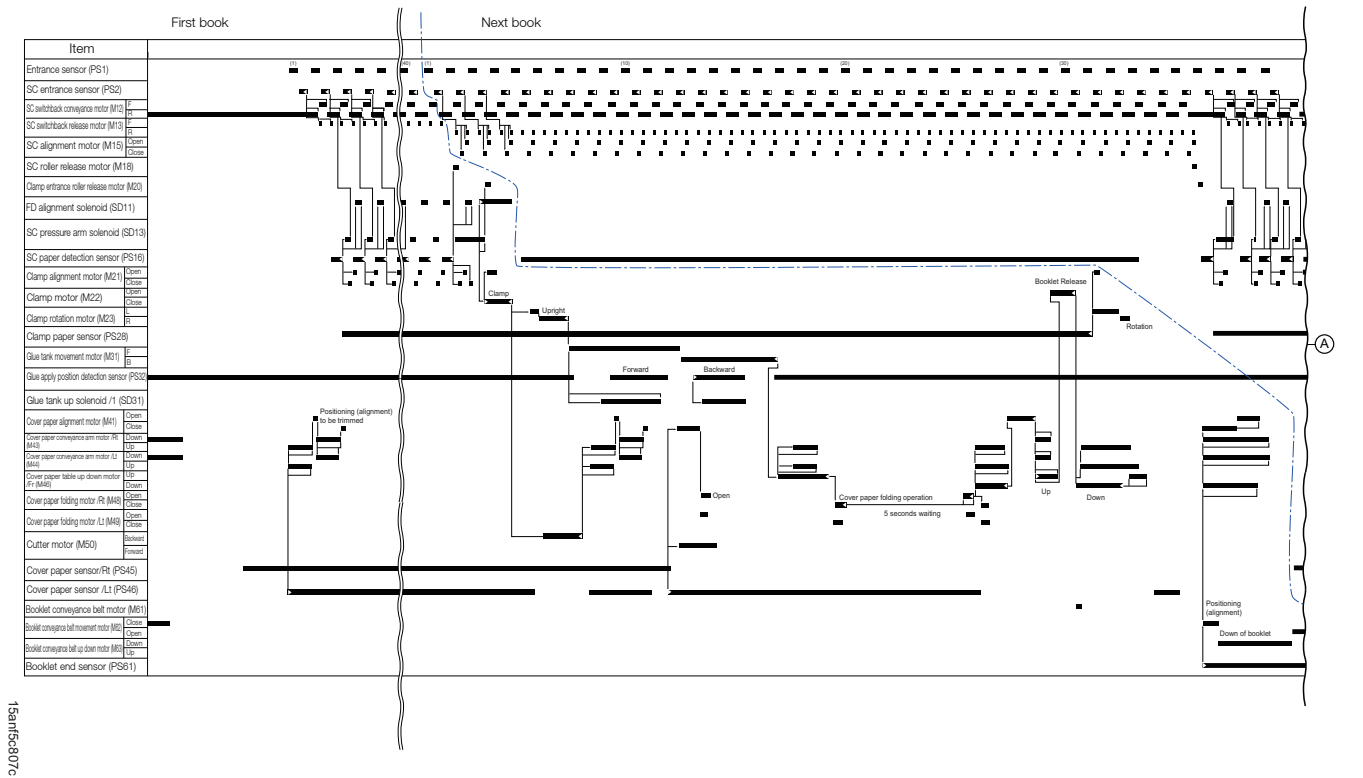 First book
Next book
Item
Entrance sensor (PS1)
(1)
(40)
(1)
(10)
(20)
(30)
SC entrance sensor (PS2)
SC switchback conveyance motor (M12)
F
R
SC switchback release motor (M13)
F
R
SC alignment motor (M15)
Open
Close
SC roller release motor (M18)
Clamp entrance roller release motor (M20)
FD alignment solenoid (SD11)
SC pressure arm solenoid (SD13)
SC paper detection sensor (PS16)
Clamp alignment motor (M21)
Open
Close
Booklet Release
Clamp motor (M22)
Open
Close
Clamp
Clamp rotation motor (M23)
L
R
Upright
Rotation
Clamp paper sensor (PS28)
A
Glue tank movement motor (M31)
F
B
Forward
Backward
Glue apply position detection sensor (PS32)
Glue tank up solenoid /1 (SD31)
Cover paper alignment motor (M41)
Open
Close
Positioning (alignment)
to be trimmed
Cover paper conveyance arm motor /Rt
(M43)
Down
Up
Cover paper conveyance arm motor /Lt
(M44)
Down
Up
Cover paper table up down motor
/Fr (M46)
Up
Down
Up
Down
Cover paper folding motor /Rt (M48)
Open
Close
Open
Cover paper folding operation
5 seconds waiting
Cover paper folding motor /Lt (M49)
Open
Close
Cutter motor (M50)
Backward
Forward
Cover paper sensor/Rt (PS45)
Cover paper sensor /Lt (PS46)
Booklet conveyance belt motor (M61)
Positioning
(alignment)
Booklet conveyance belt movement motor (M62)
Close
Open
Down of booklet
Booklet conveyance belt up down motor (M63)
Down
Up
Booklet end sensor (PS61)
15anf5c807c